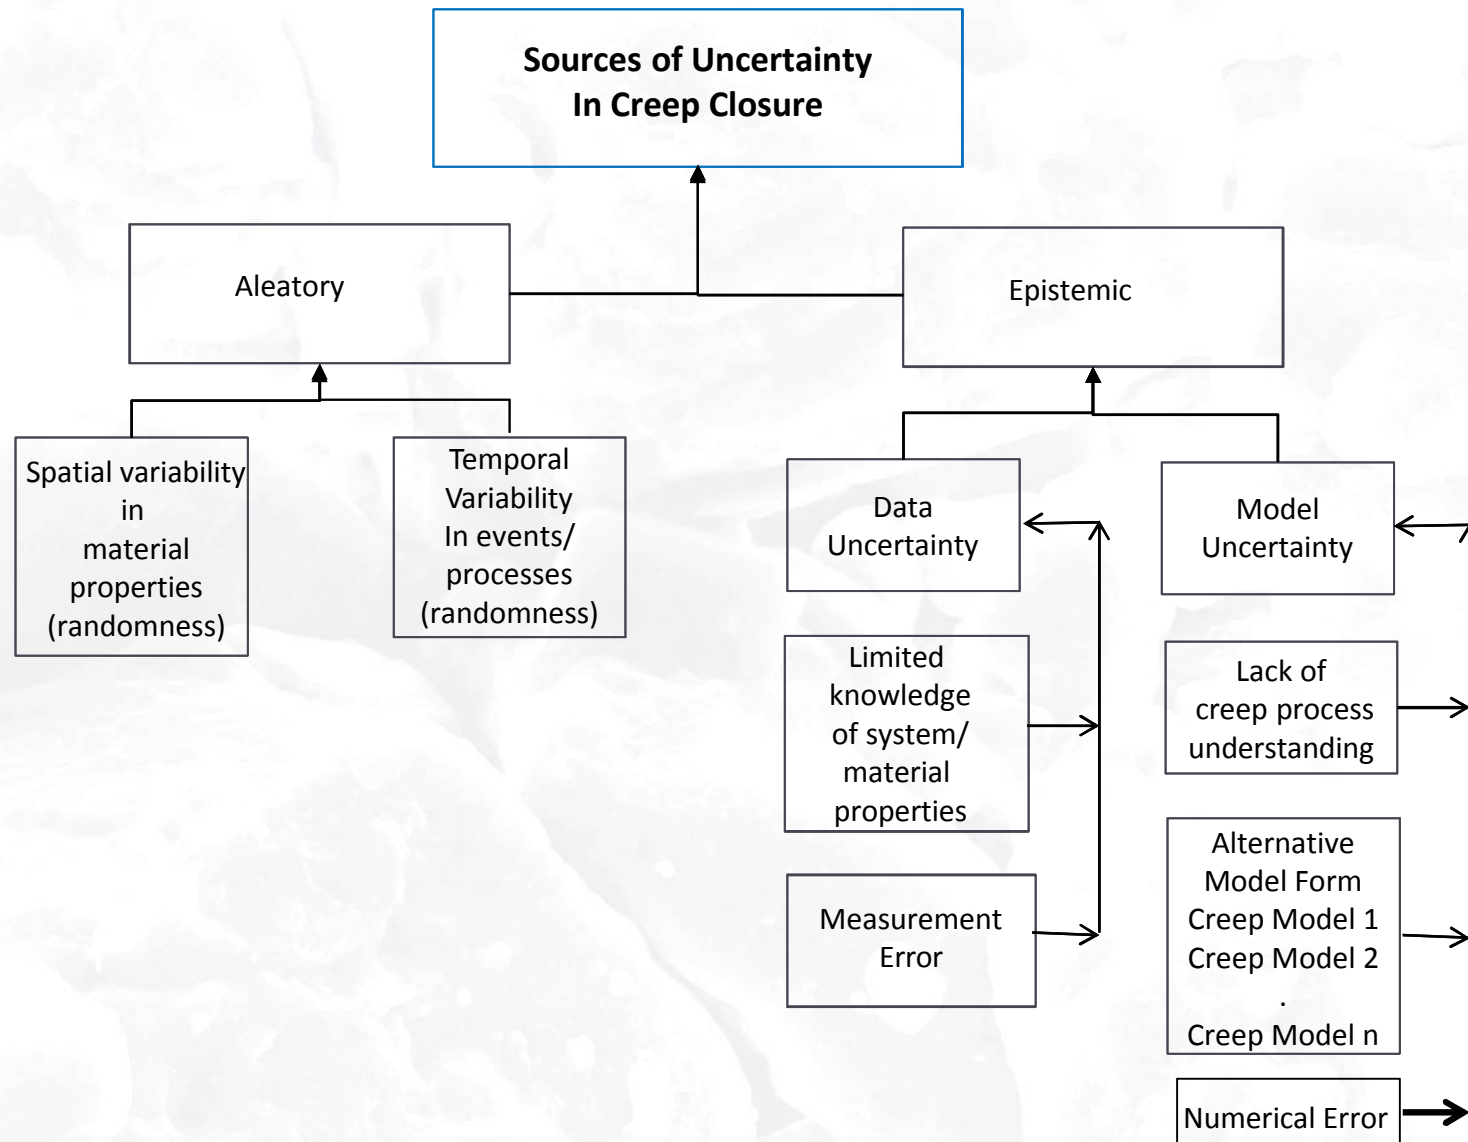 Sources of Uncertainty
In Creep Closure
Aleatory
Epistemic
Spatial variability
in
material
properties
(randomness)
Temporal
Variability
In events/
processes
(randomness)
Data
Uncertainty
Model
Uncertainty
Limited
knowledge
of system/
material
properties
Lack of
creep process
understanding
Measurement
Error
Alternative
Model Form
Creep Model 1
Creep Model 2
.
Creep Model n
Numerical Error